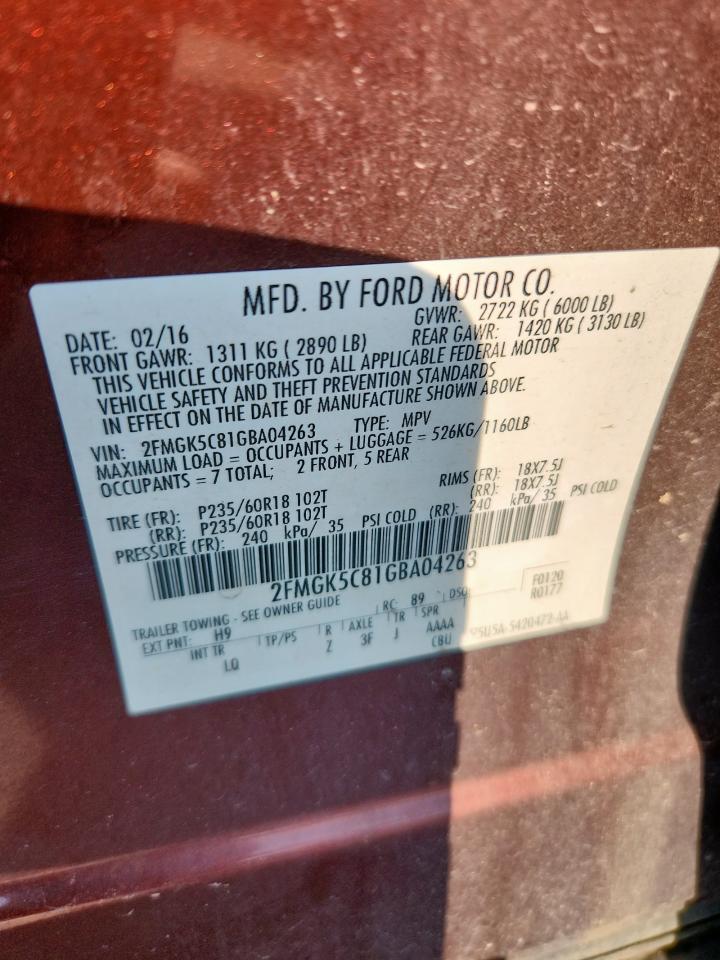 MFD. BY FORD MOTOR CO.
DATE: 02/16 GVWR: 2722 KG ( 6000 LB)
FRONT GAWR: 1311 KG ( 2890 LB) REAR GAWR: 1420 KG ( 3130 LB)
THIS VEHICLE CONFORMS TO ALL APPLICABLE FEDERAL MOTOR
VEHICLE SAFETY AND THEFT PREVENTION STANDARDS
IN EFFECT ON THE DATE OF MANUFACTURE SHOWN ABOVE.
VIN: 2FMGK5C81GBA04263 TYPE: MPV
MAXIMUM LOAD = OCCUPANTS + LUGGAGE = 526KG/1160LB
OCCUPANTS = 7 TOTAL; 2 FRONT, 5 REAR
TIRE (FR): P235/60R18 102T RIMS (FR): 18X7.5J
(RR): P235/60R18 102T (RR): 18X7.5J
PRESSURE (FR): 240 kPa/ 35 PSI COLD (RR): 240 kPa/ 35 PSI COLD
2FMGK5C81GBA04263
F0120
R0177
TRAILER TOWING - SEE OWNER GUIDE
EXT PNT: H9 RC: 89 DSO:
INT TR TP/PS R AXLE TR SPR
LQ Z 3F J AAAA
CBU
5U5A-5420472-AA